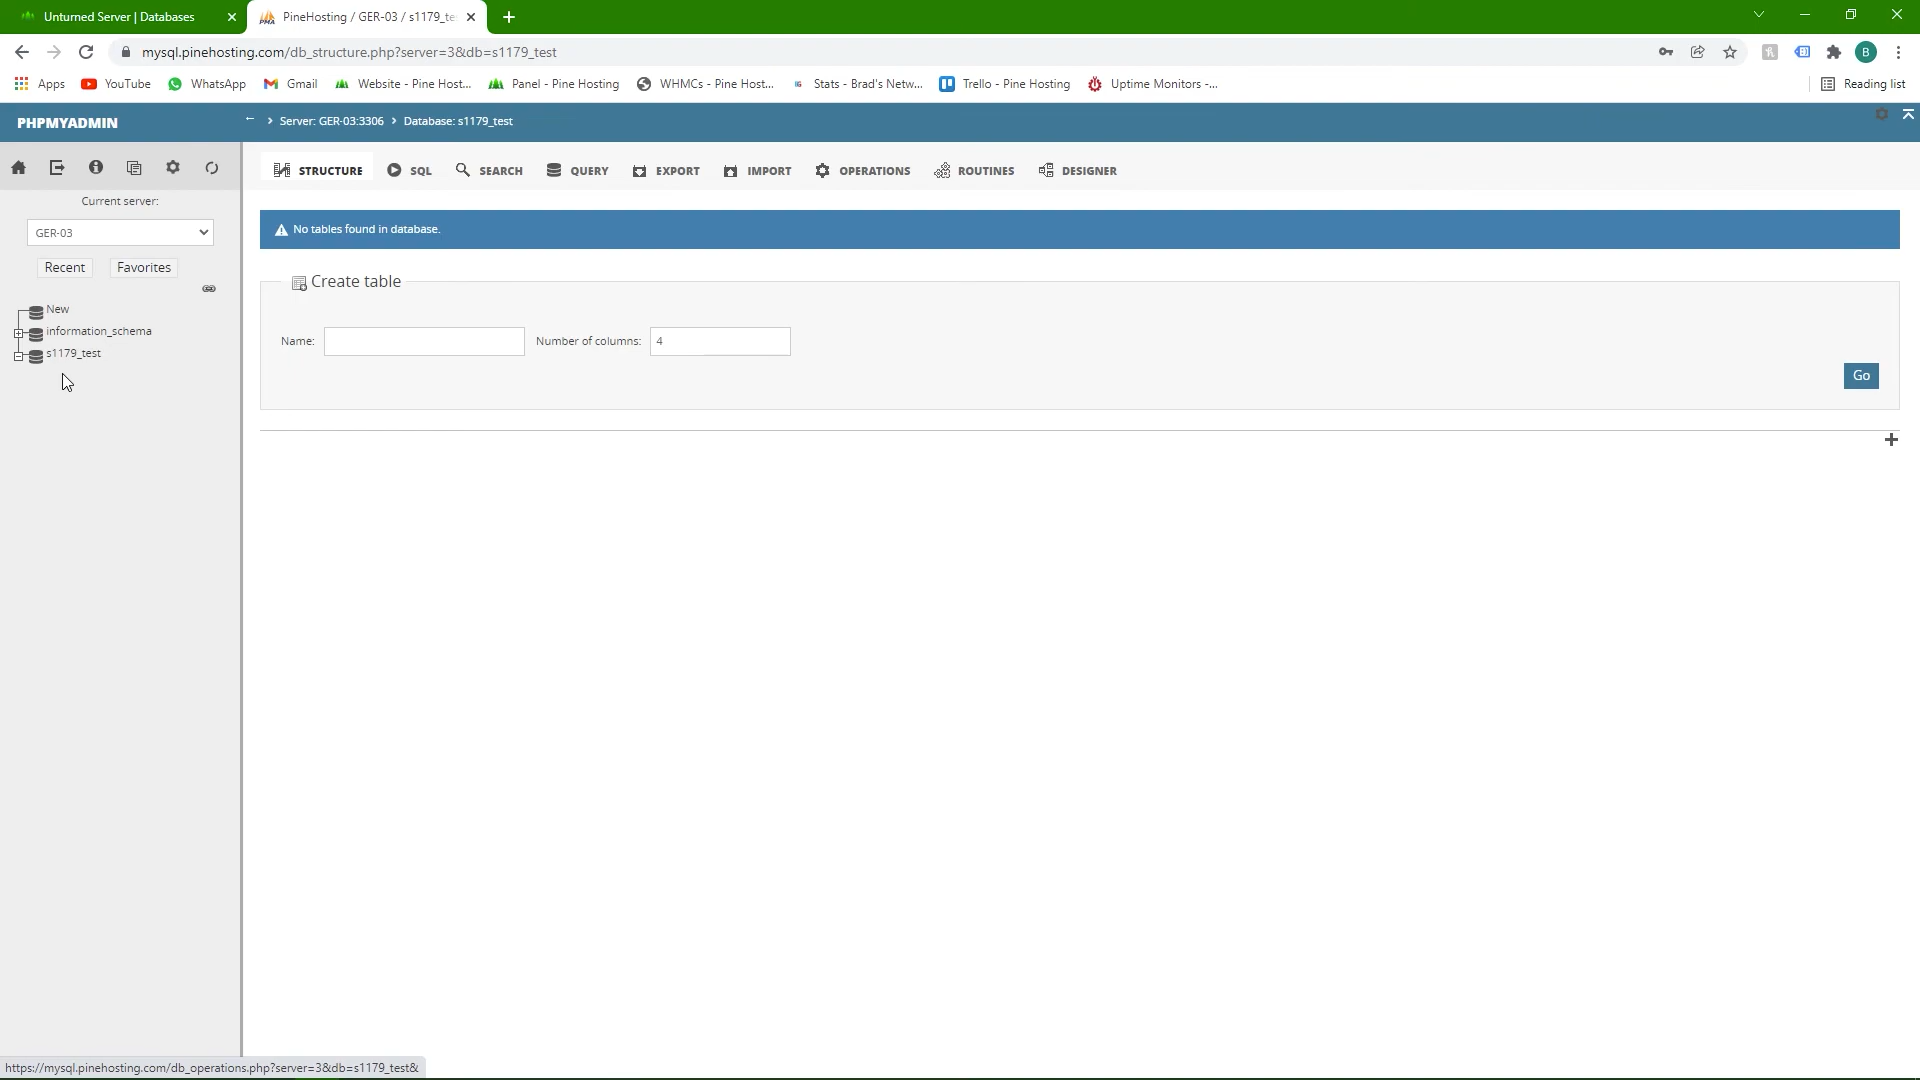 Unturned Server | Databases
PMA PineHosting / GER-03 / s1179_te
mysql.pinehosting.com/db_structure.php?server=3&db=s1179_test
B
Apps YouTube WhatsApp Gmail Website - Pine Host... Panel - Pine Hosting WHMCs - Pine Host... Stats - Brad's Netw... Trello - Pine Hosting Uptime Monitors -... Reading list
PHPMYADMIN
Server: GER-03:3306 Database: s1179_test
STRUCTURE SQL SEARCH QUERY EXPORT IMPORT OPERATIONS ROUTINES DESIGNER
Current server:
GER-03
Recent Favorites
New
information_schema
s1179_test
No tables found in database.
Create table
Name: Number of columns: 4
Go
https://mysql.pinehosting.com/db_operations.php?server=3&db=s1179_test&